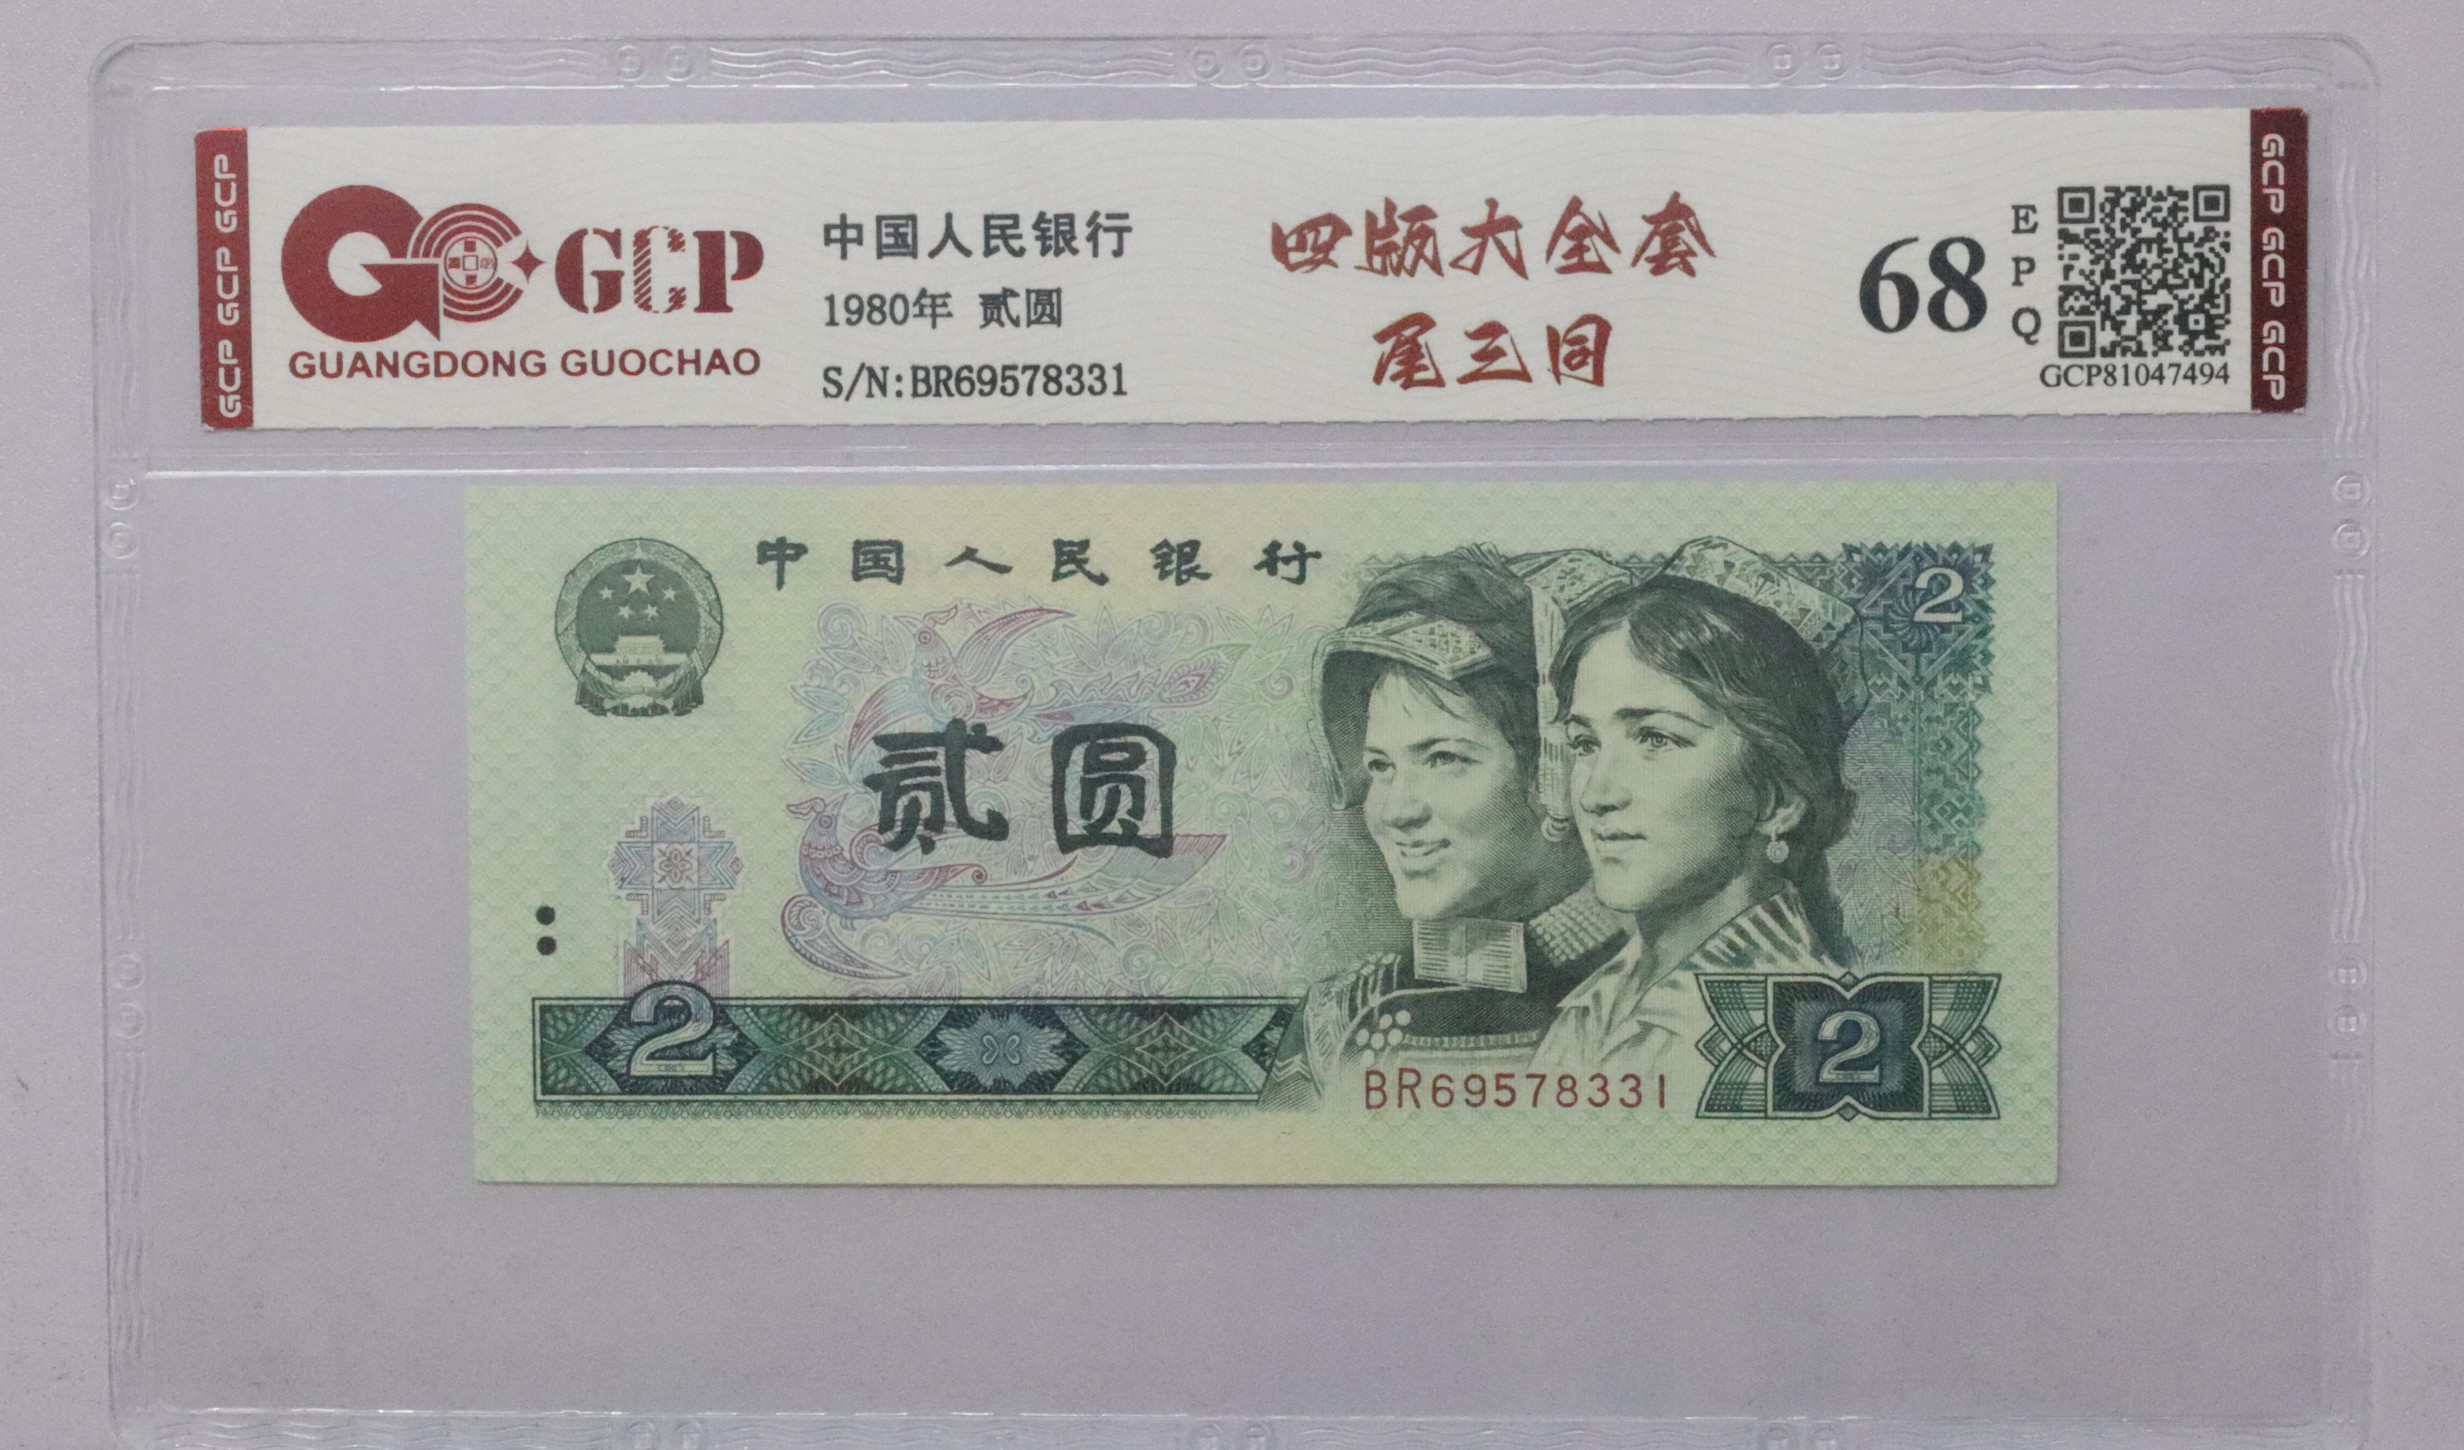 GCP GCP GCP
GCP
GUANGDONG GUOCHAO
中国人民银行
1980年 贰圆
S/N:BR69578331
四版大全套
尾三同
68
EPQ
GCP81047494
GCP GCP GCP
中国人民银行
2
贰圆
2
BR69578331
2